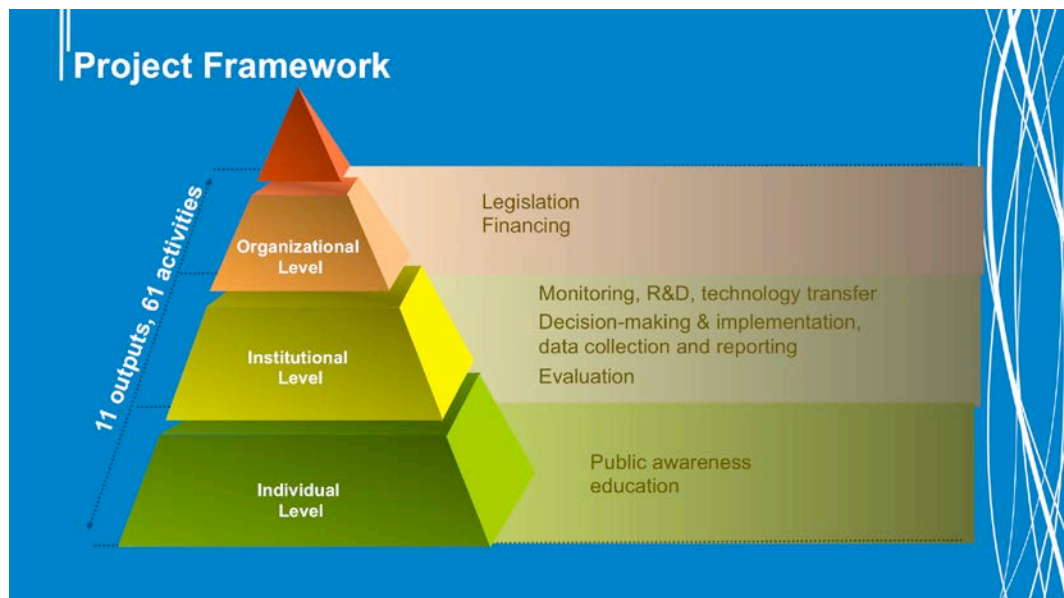 Project Framework
11 outputs, 61 activities
Organizational
Level
Legislation
Financing
Institutional
Level
Monitoring, R&D, technology transfer
Decision-making & implementation,
data collection and reporting
Evaluation
Individual
Level
Public awareness
education